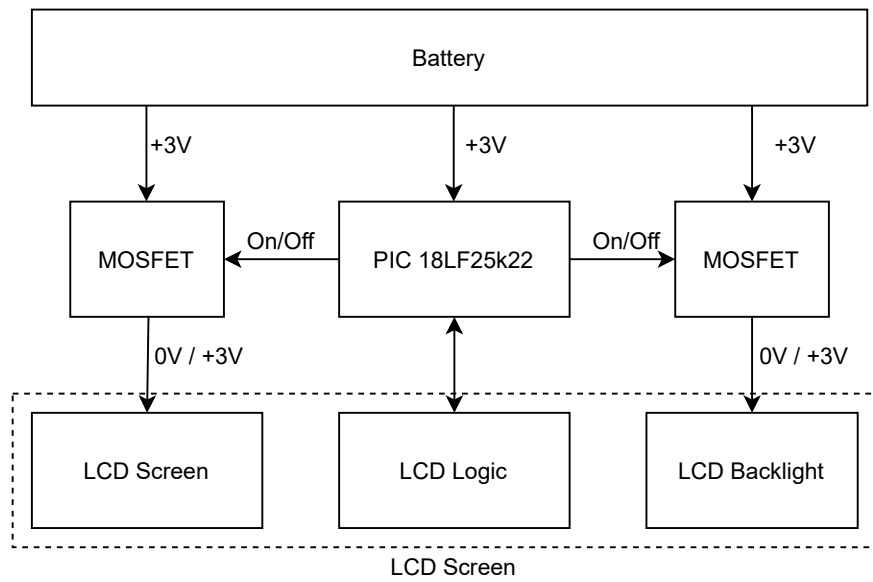 Battery
+3V
+3V
+3V
MOSFET
On/Off
PIC 18LF25k22
On/Off
MOSFET
0V / +3V
0V / +3V
LCD Screen
LCD Logic
LCD Backlight
LCD Screen